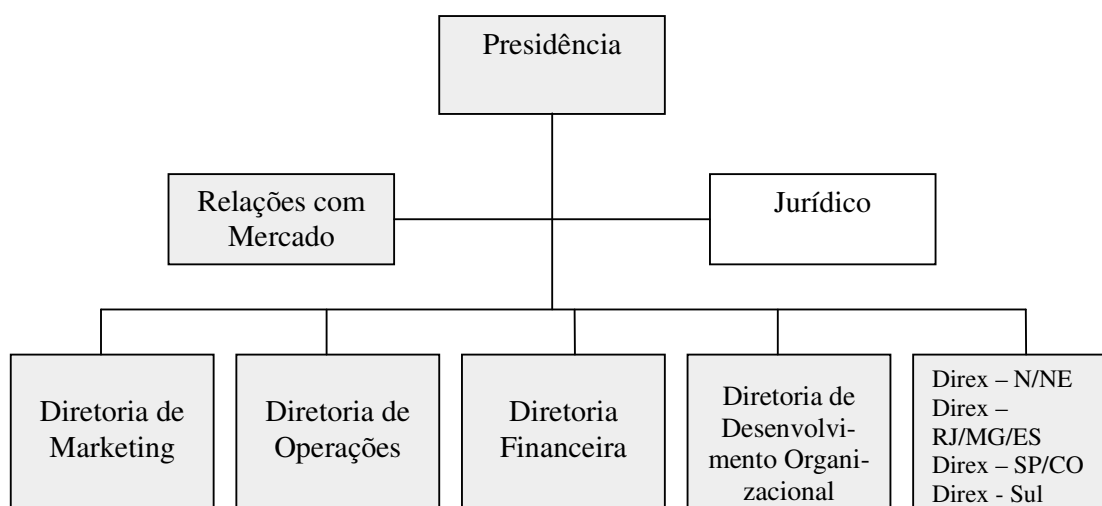 Presidência
Relações com
Mercado
Jurídico
Diretoria de
Marketing
Diretoria de
Operações
Diretoria
Financeira
Diretoria de
Desenvolvi-
mento Organi-
zacional
Direx – N/NE
Direx –
RJ/MG/ES
Direx – SP/CO
Direx - Sul